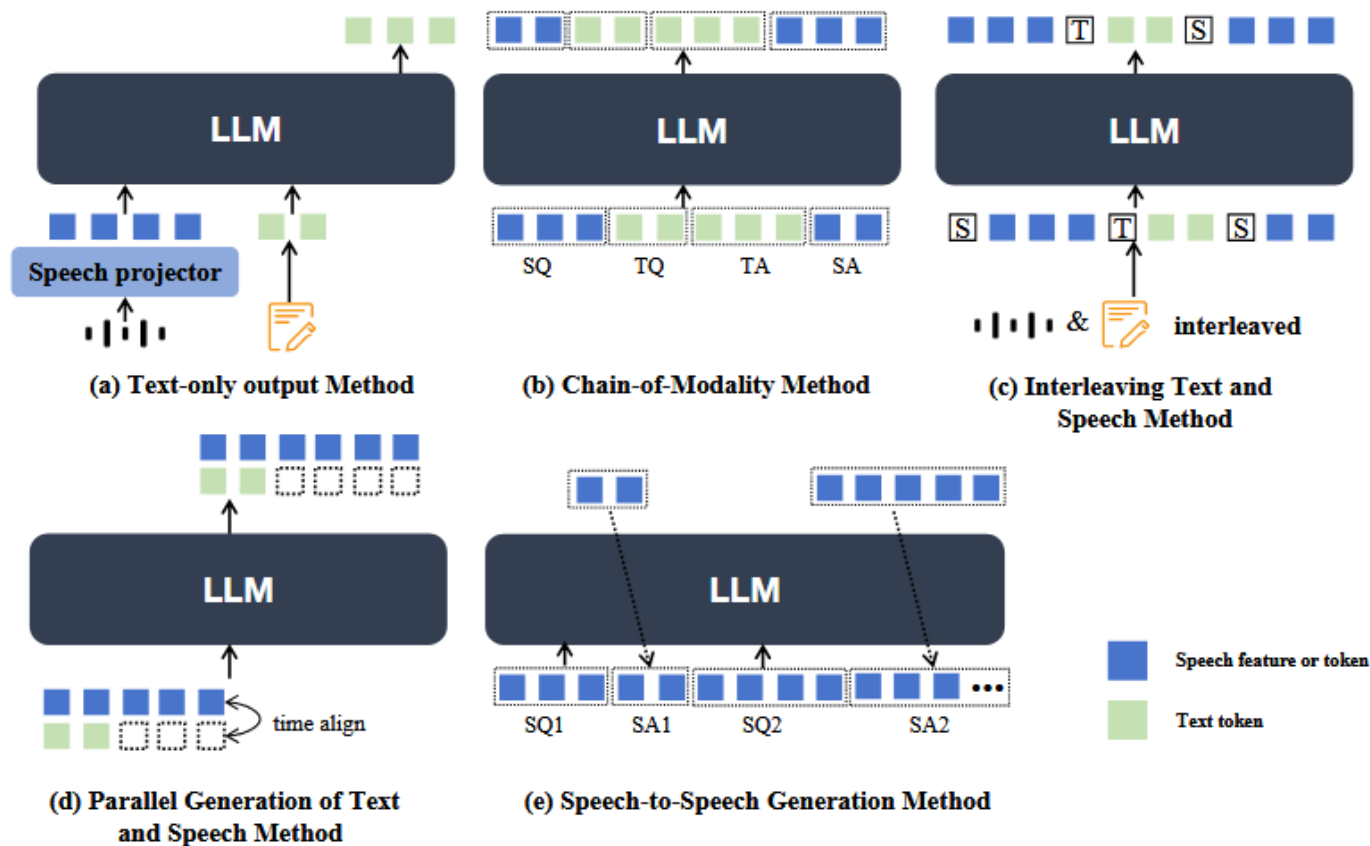 LLM
Speech projector
(a) Text-only output Method
LLM
SQ TQ TA SA
(b) Chain-of-Modality Method
T S
LLM
S T S
& interleaved
(c) Interleaving Text and
Speech Method
LLM
time align
(d) Parallel Generation of Text
and Speech Method
LLM
SQ1 SA1 SQ2 SA2
(e) Speech-to-Speech Generation Method
Speech feature or token
Text token